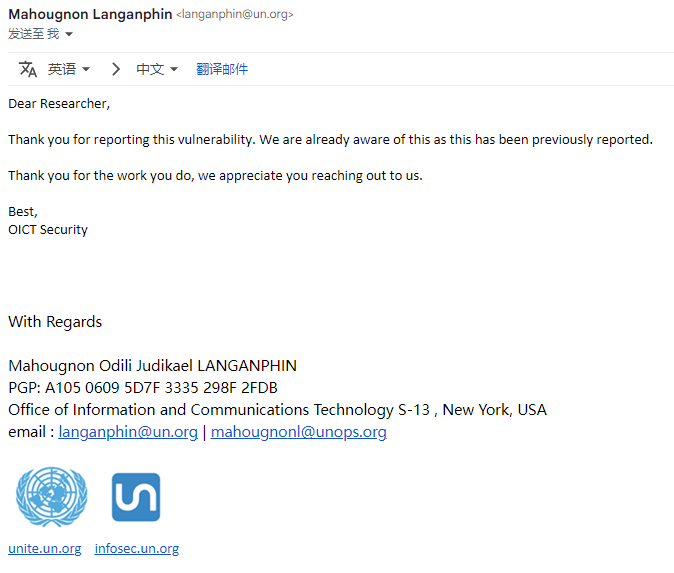 Mahougnon Langanphin <langanphin@un.org>
发送至 我
英语 中文 翻译邮件
Dear Researcher,
Thank you for reporting this vulnerability. We are already aware of this as this has been previously reported.
Thank you for the work you do, we appreciate you reaching out to us.
Best,
OICT Security
With Regards
Mahougnon Odili Judikael LANGANPHIN
PGP: A105 0609 5D7F 3335 298F 2FDB
Office of Information and Communications Technology S-13 , New York, USA
email : langanphin@un.org | mahougnonl@unops.org
un
unite.un.org infosec.un.org